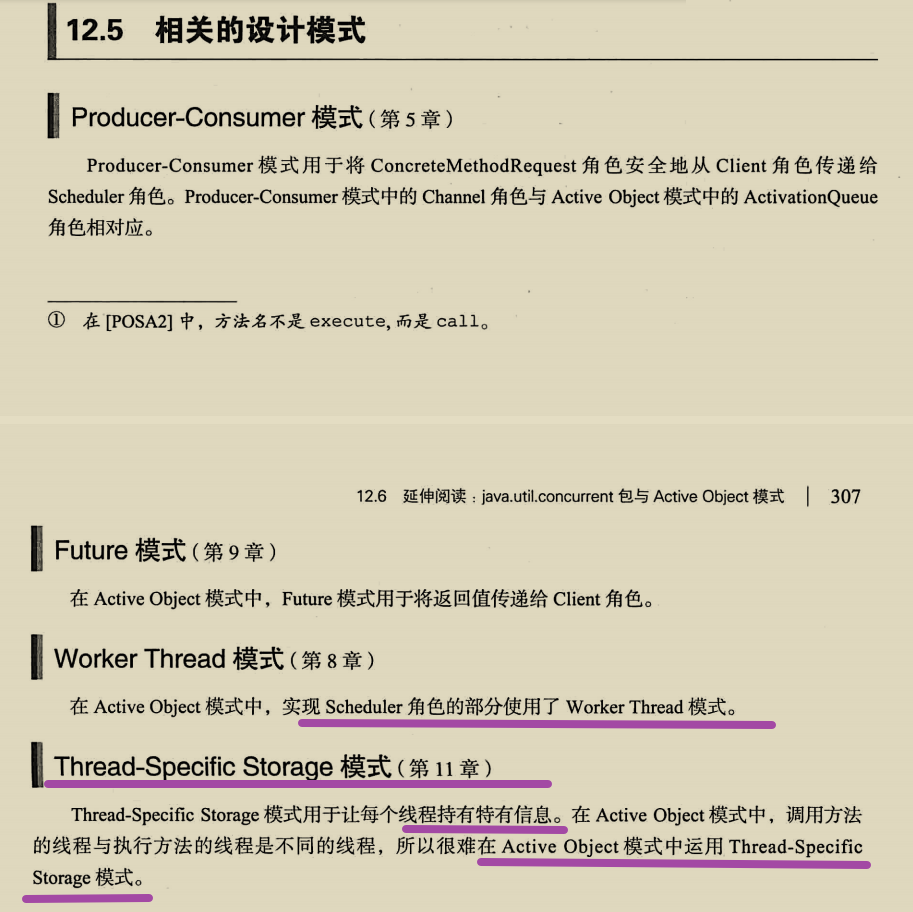 12.5 相关的设计模式
Producer-Consumer 模式（第 5 章）
Producer-Consumer 模式用于将 ConcreteMethodRequest 角色安全地从 Client 角色传递给
Scheduler 角色。Producer-Consumer 模式中的 Channel 角色与 Active Object 模式中的 ActivationQueue
角色相对应。
① 在 [POSA2] 中，方法名不是 execute, 而是 call。
12.6 延伸阅读：java.util.concurrent 包与 Active Object 模式 | 307
Future 模式（第 9 章）
在 Active Object 模式中，Future 模式用于将返回值传递给 Client 角色。
Worker Thread 模式（第 8 章）
在 Active Object 模式中，实现 Scheduler 角色的部分使用了 Worker Thread 模式。
Thread-Specific Storage 模式（第 11 章）
Thread-Specific Storage 模式用于让每个线程持有特有信息。在 Active Object 模式中，调用方法
的线程与执行方法的线程是不同的线程，所以很难在 Active Object 模式中运用 Thread-Specific
Storage 模式。